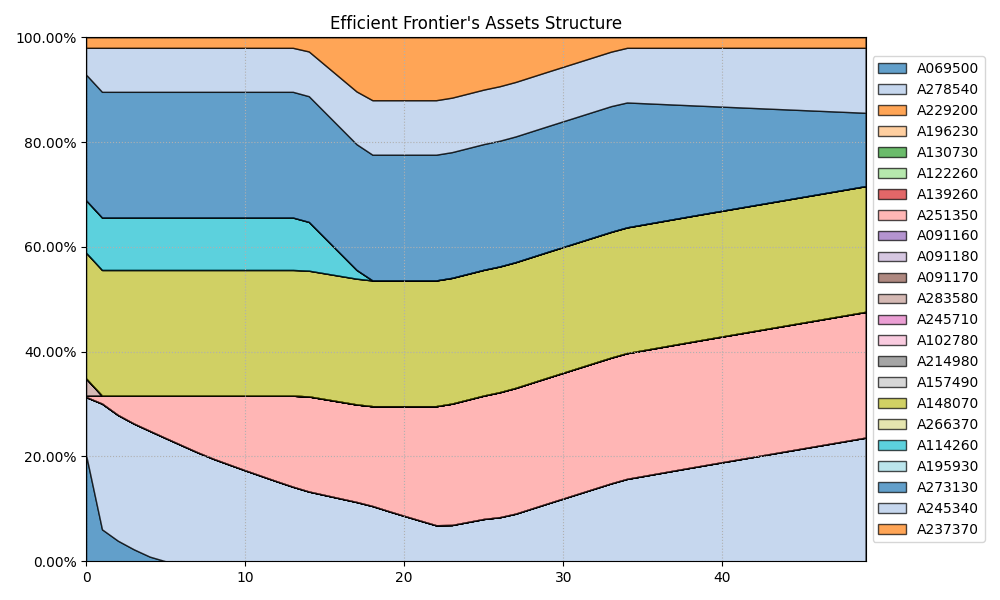 Efficient Frontier's Assets Structure
100.00%
80.00%
60.00%
40.00%
20.00%
0.00%
0
10
20
30
40
A069500
A278540
A229200
A196230
A130730
A122260
A139260
A251350
A091160
A091180
A091170
A283580
A245710
A102780
A214980
A157490
A148070
A266370
A114260
A195930
A273130
A245340
A237370